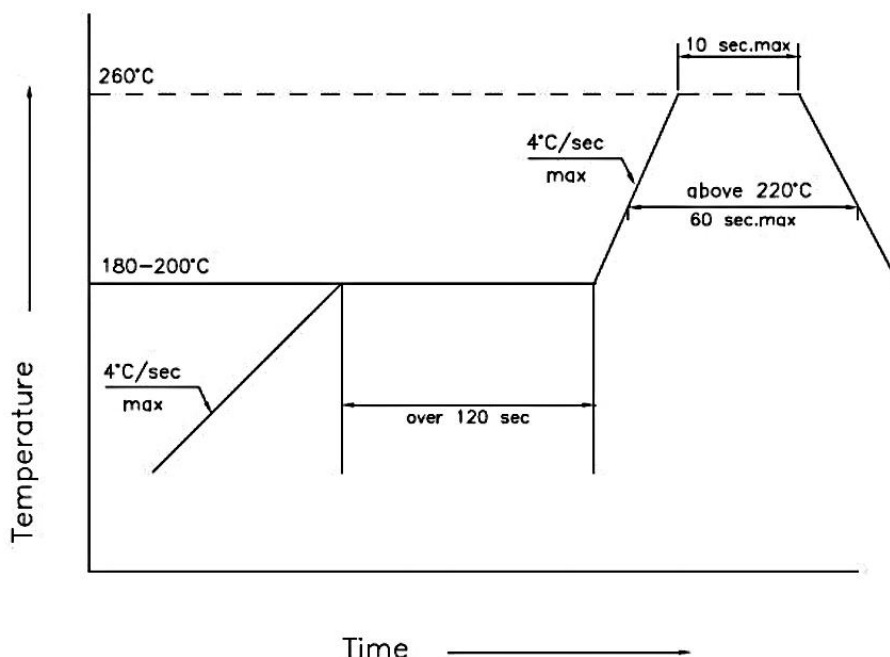 10 sec.max
260°C
4°C/sec
max
above 220°C
60 sec.max
180-200°C
4°C/sec
max
over 120 sec
Temperature
Time